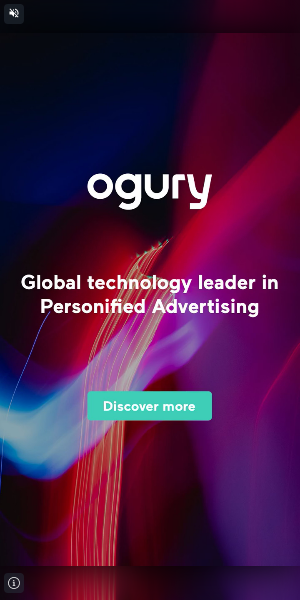 ogury
Global technology leader in
Personified Advertising
Discover more